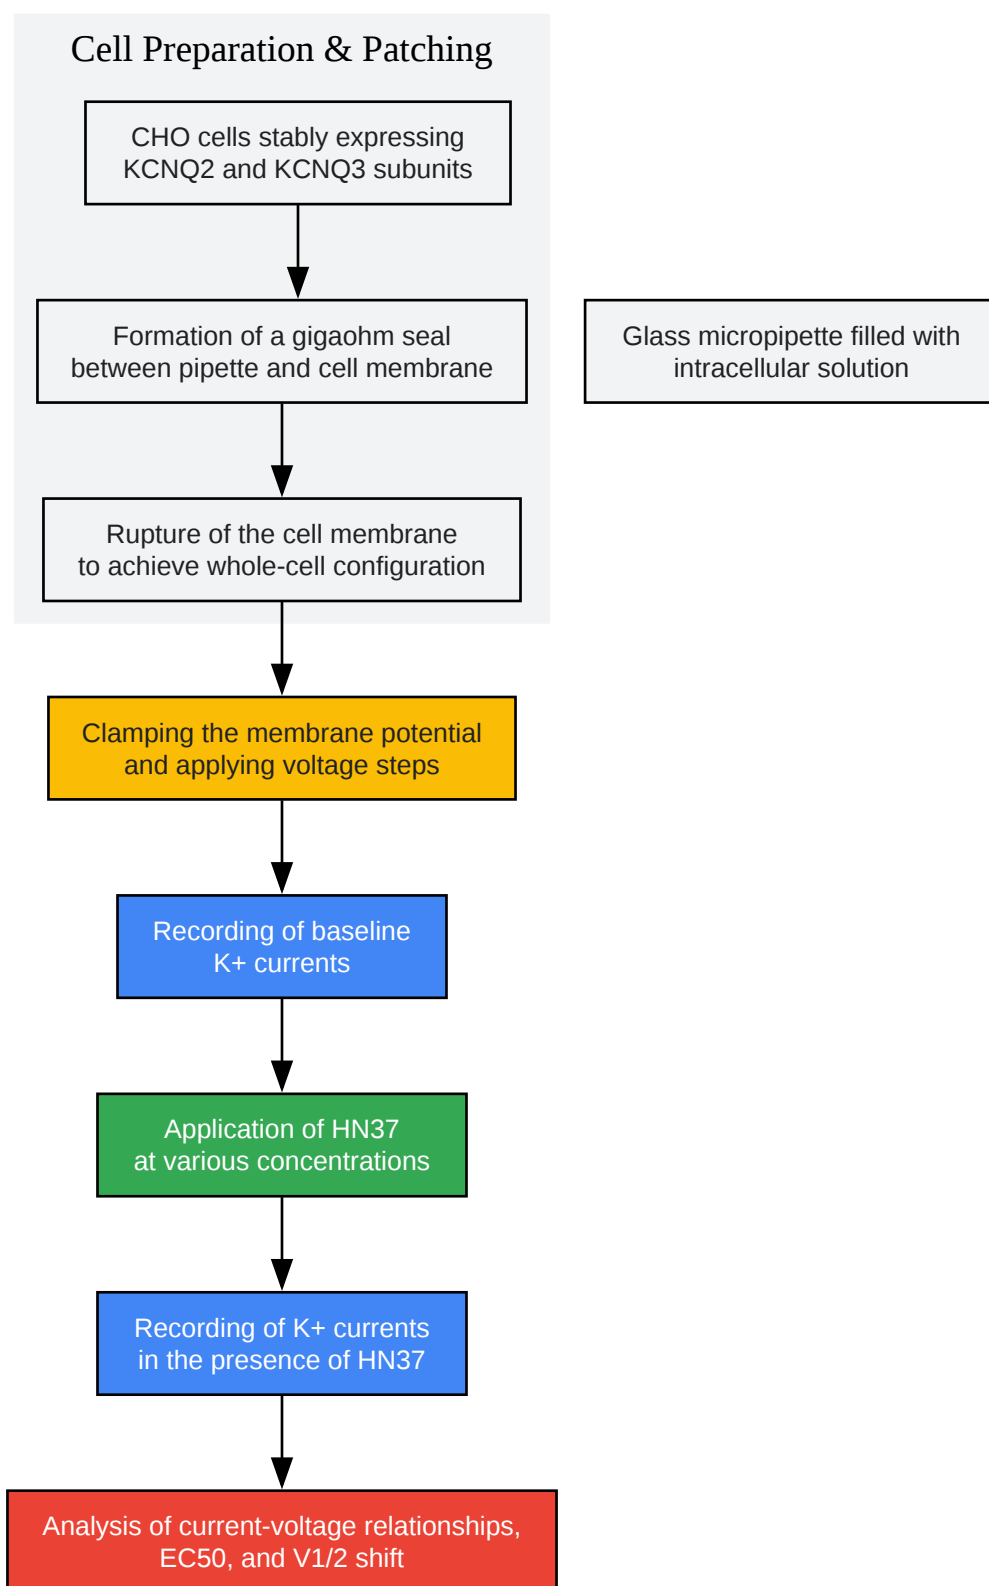 Cell Preparation & Patching
CHO cells stably expressing
KCNQ2 and KCNQ3 subunits
Formation of a gigaohm seal
between pipette and cell membrane
Glass micropipette filled with
intracellular solution
Rupture of the cell membrane
to achieve whole-cell configuration
Clamping the membrane potential
and applying voltage steps
Recording of baseline
K+ currents
Application of HN37
at various concentrations
Recording of K+ currents
in the presence of HN37
Analysis of current-voltage relationships,
EC50, and V1/2 shift